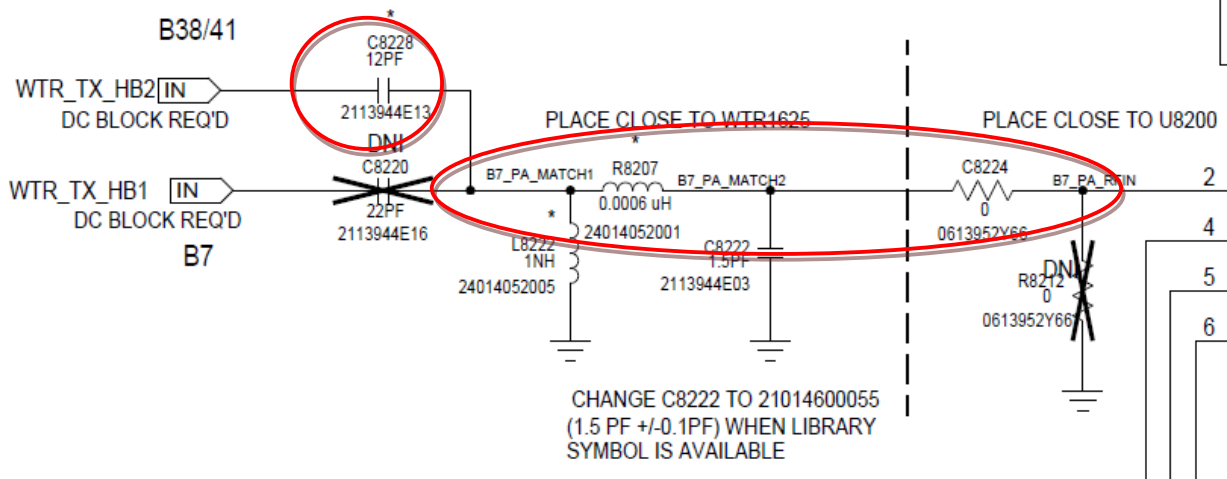 B38/41
*
C8228
12PF
WTR_TX_HB2 IN
DC BLOCK REQ'D
2113944E13
DNI
C8220
WTR_TX_HB1 IN
DC BLOCK REQ'D
22PF
2113944E16
B7
PLACE CLOSE TO WTR1625
*
B7_PA_MATCH1
R8207
0.0006 uH
24014052001
B7_PA_MATCH2
*
L8222
1NH
24014052005
C8222
1.5PF
2113944E03
PLACE CLOSE TO U8200
C8224
0
0613952Y66
B7_PA_RFIN
2
4
5
6
DNI
R8212
0
0613952Y66
CHANGE C8222 TO 21014600055
(1.5 PF +/-0.1PF) WHEN LIBRARY
SYMBOL IS AVAILABLE